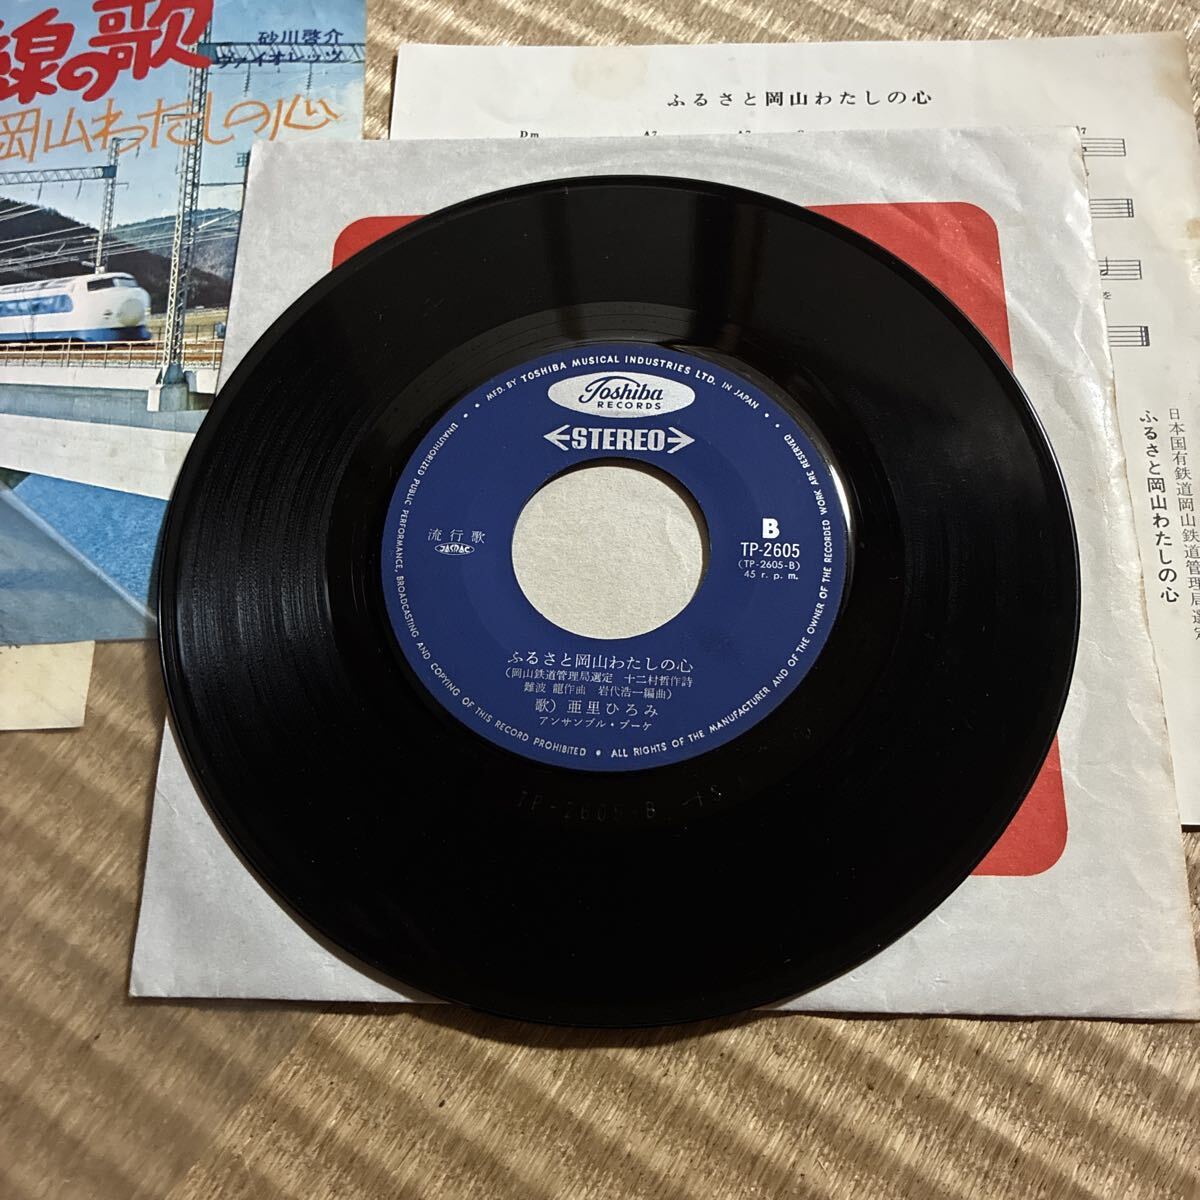 線の歌
砂川啓介
ヴァイオレッツ
岡山わたしの心
ふるさと岡山わたしの心
Dm
A7
A7
を
日本国有鉄道岡山鉄道管理局選定
ふるさと岡山わたしの心
MFD. BY TOSHIBA MUSICAL INDUSTRIES LTD. IN JAPAN
Toshiba
RECORDS
STEREO
流行歌
JASRAC
B
TP-2605
(TP-2605-B)
45 r. p. m.
ふるさと岡山わたしの心
(岡山鉄道管理局選定 十二村哲作詩
難波 龍作曲 岩代浩一編曲)
歌) 亜里ひろみ
アンサンブル・ブーケ
UNAUTHORIZED PUBLIC PERFORMANCE, BROADCASTING AND COPYING OF THIS RECORD PROHIBITED • ALL RIGHTS OF THE MANUFACTURER AND OF THE OWNER OF THE RECORDED WORK ARE RESERVED
TP-2605-B